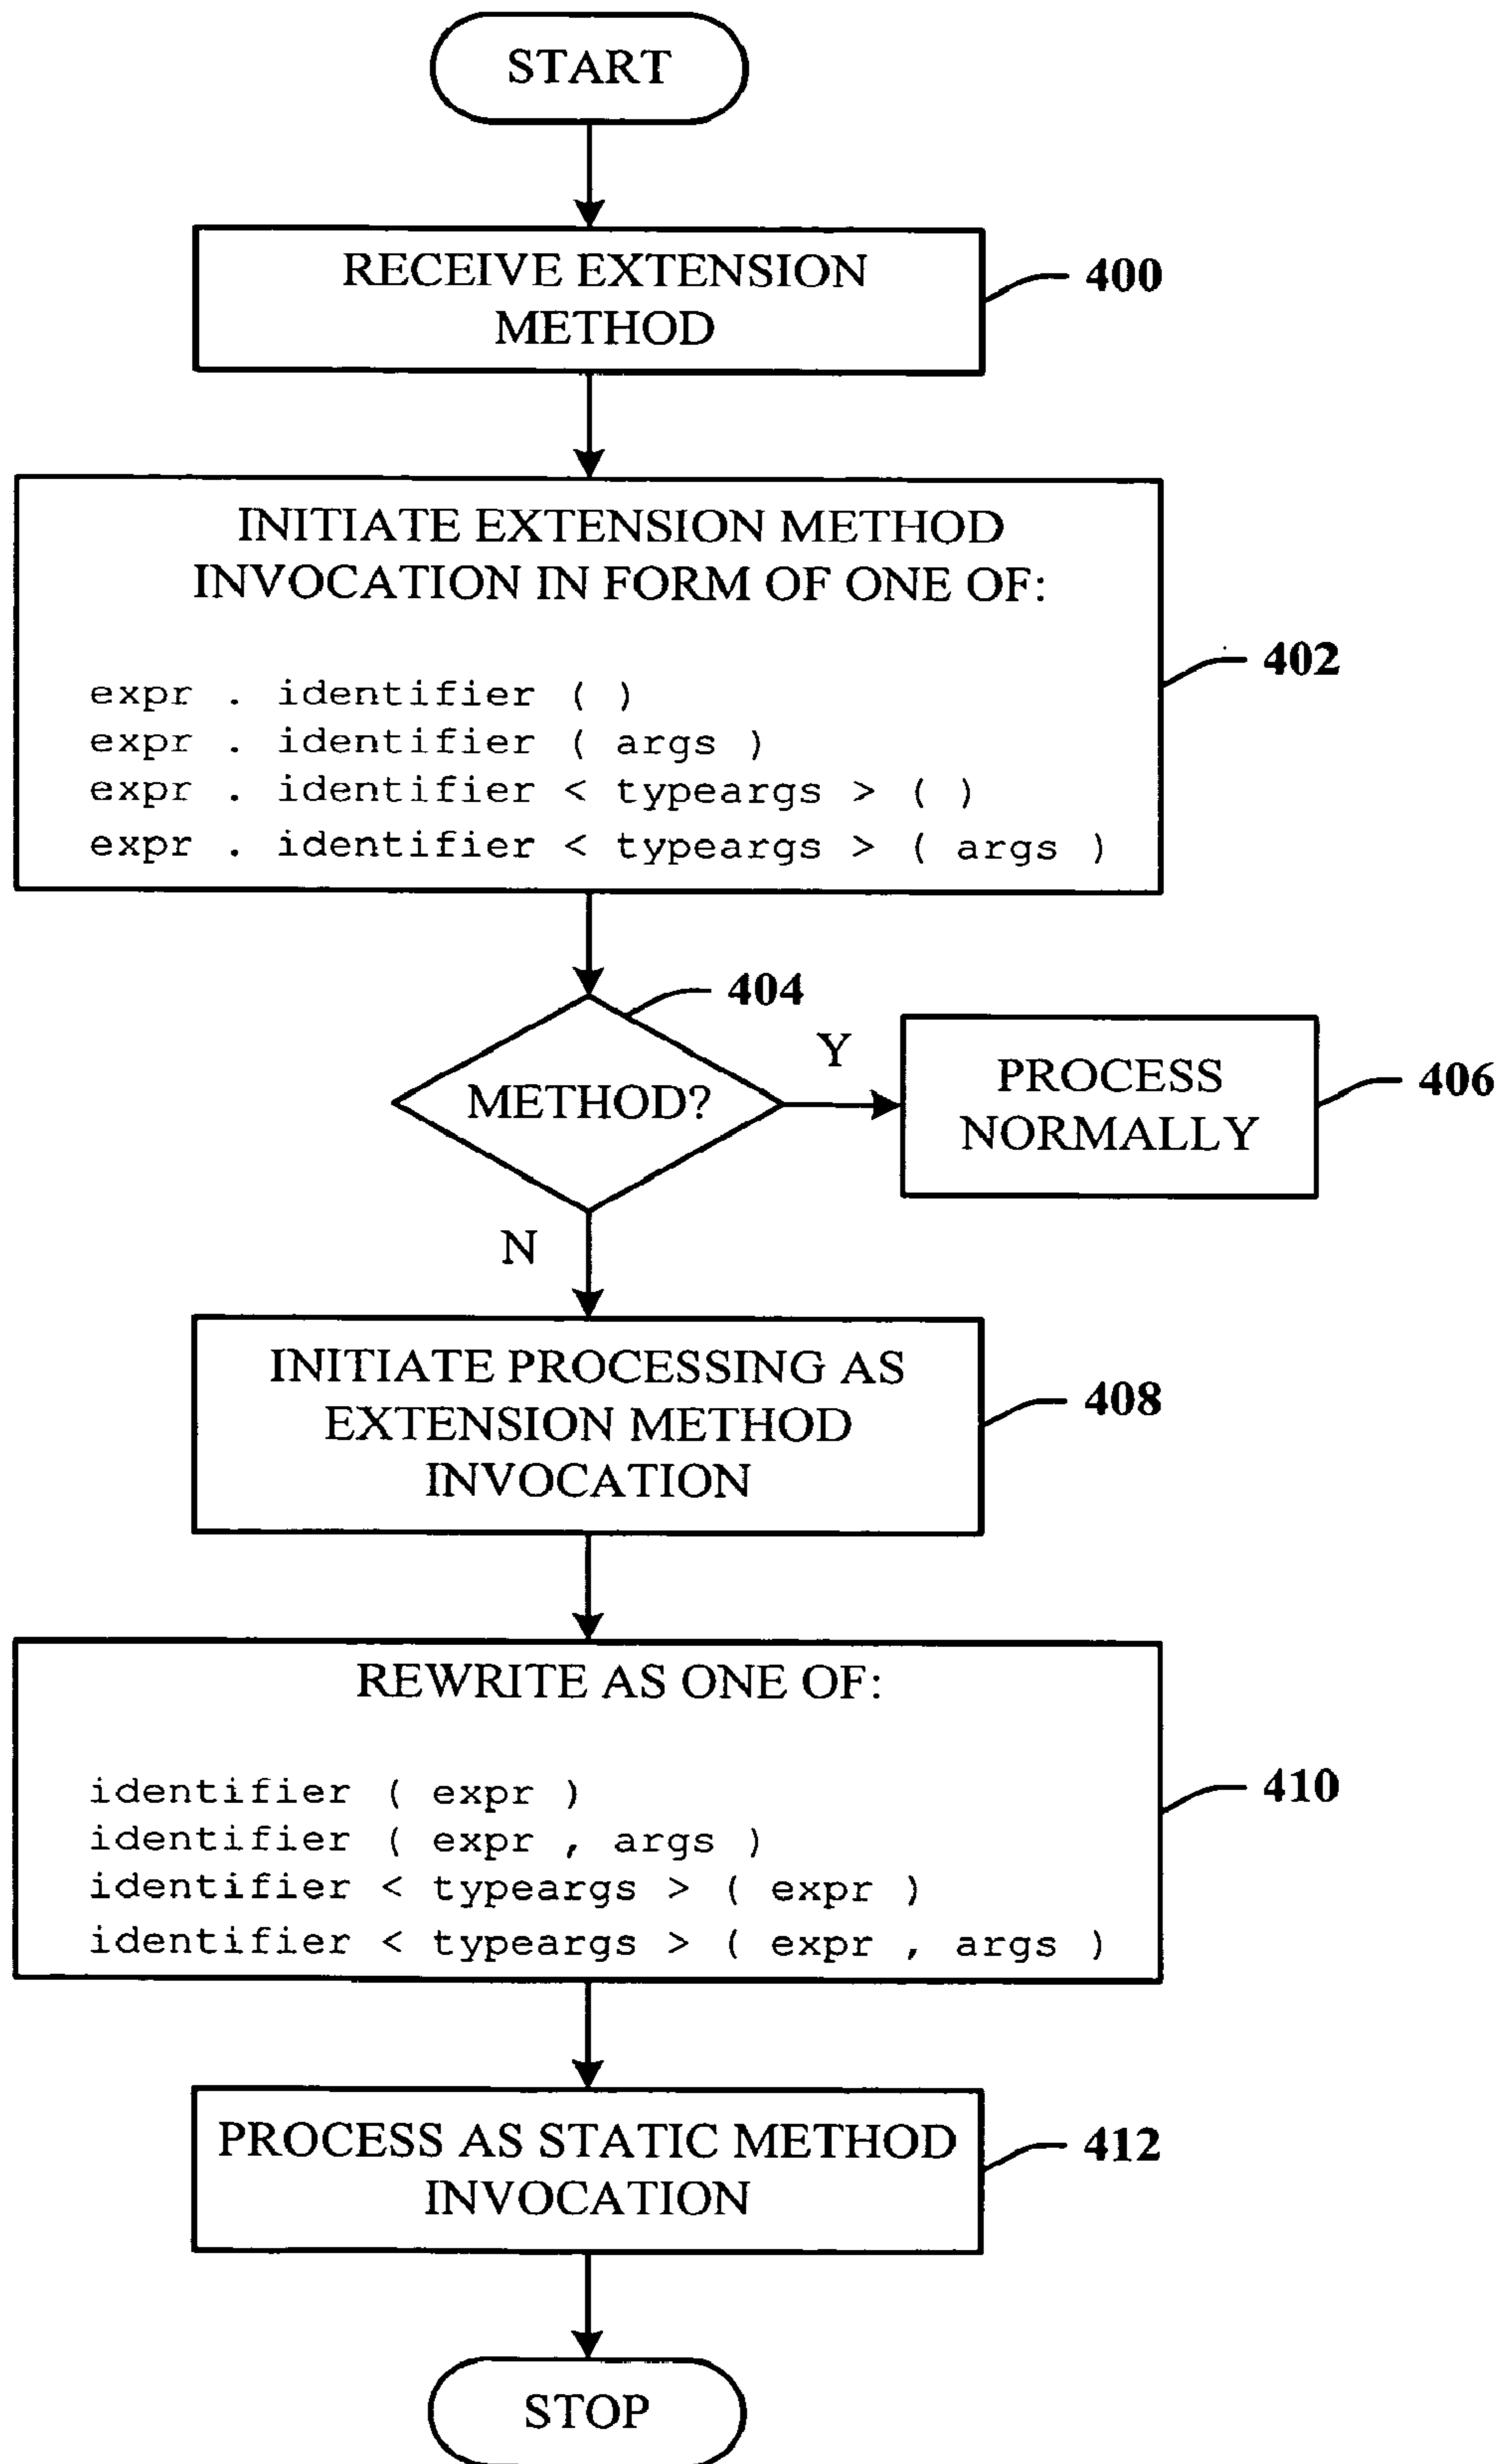 START
RECEIVE EXTENSION
METHOD
400
INITIATE EXTENSION METHOD
INVOCATION IN FORM OF ONE OF:
expr . identifier ( )
expr . identifier ( args )
expr . identifier < typeargs > ( )
expr . identifier < typeargs > ( args )
402
404
METHOD?
Y
PROCESS
NORMALLY
406
N
INITIATE PROCESSING AS
EXTENSION METHOD
INVOCATION
408
REWRITE AS ONE OF:
identifier ( expr )
identifier ( expr , args )
identifier < typeargs > ( expr )
identifier < typeargs > ( expr , args )
410
PROCESS AS STATIC METHOD
INVOCATION
412
STOP